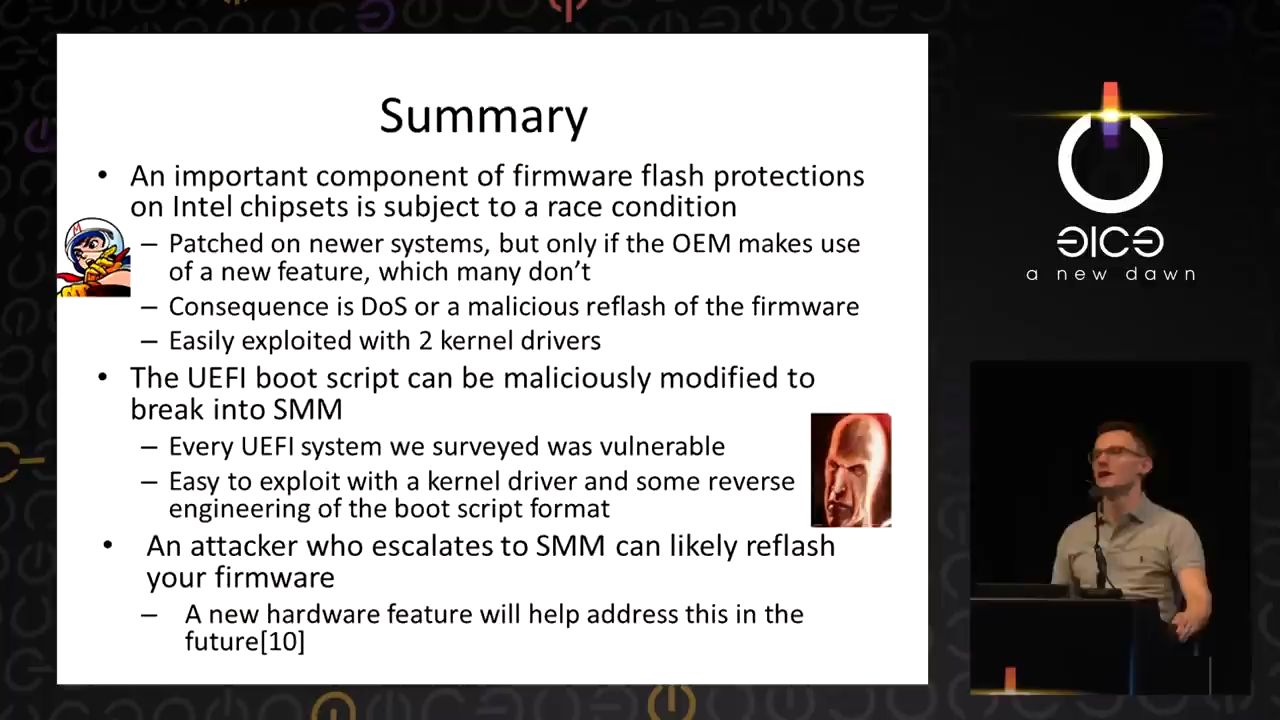 Summary
• An important component of firmware flash protections
on Intel chipsets is subject to a race condition
– Patched on newer systems, but only if the OEM makes use
of a new feature, which many don’t
– Consequence is DoS or a malicious reflash of the firmware
– Easily exploited with 2 kernel drivers
• The UEFI boot script can be maliciously modified to
break into SMM
– Every UEFI system we surveyed was vulnerable
– Easy to exploit with a kernel driver and some reverse
engineering of the boot script format
• An attacker who escalates to SMM can likely reflash
your firmware
– A new hardware feature will help address this in the
future[10]
a new dawn